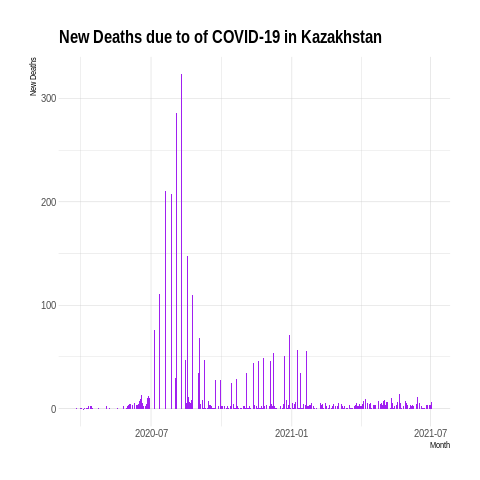 New Deaths due to of COVID-19 in Kazakhstan
New Deaths
300
200
100
0
2020-07
2021-01
2021-07
Month